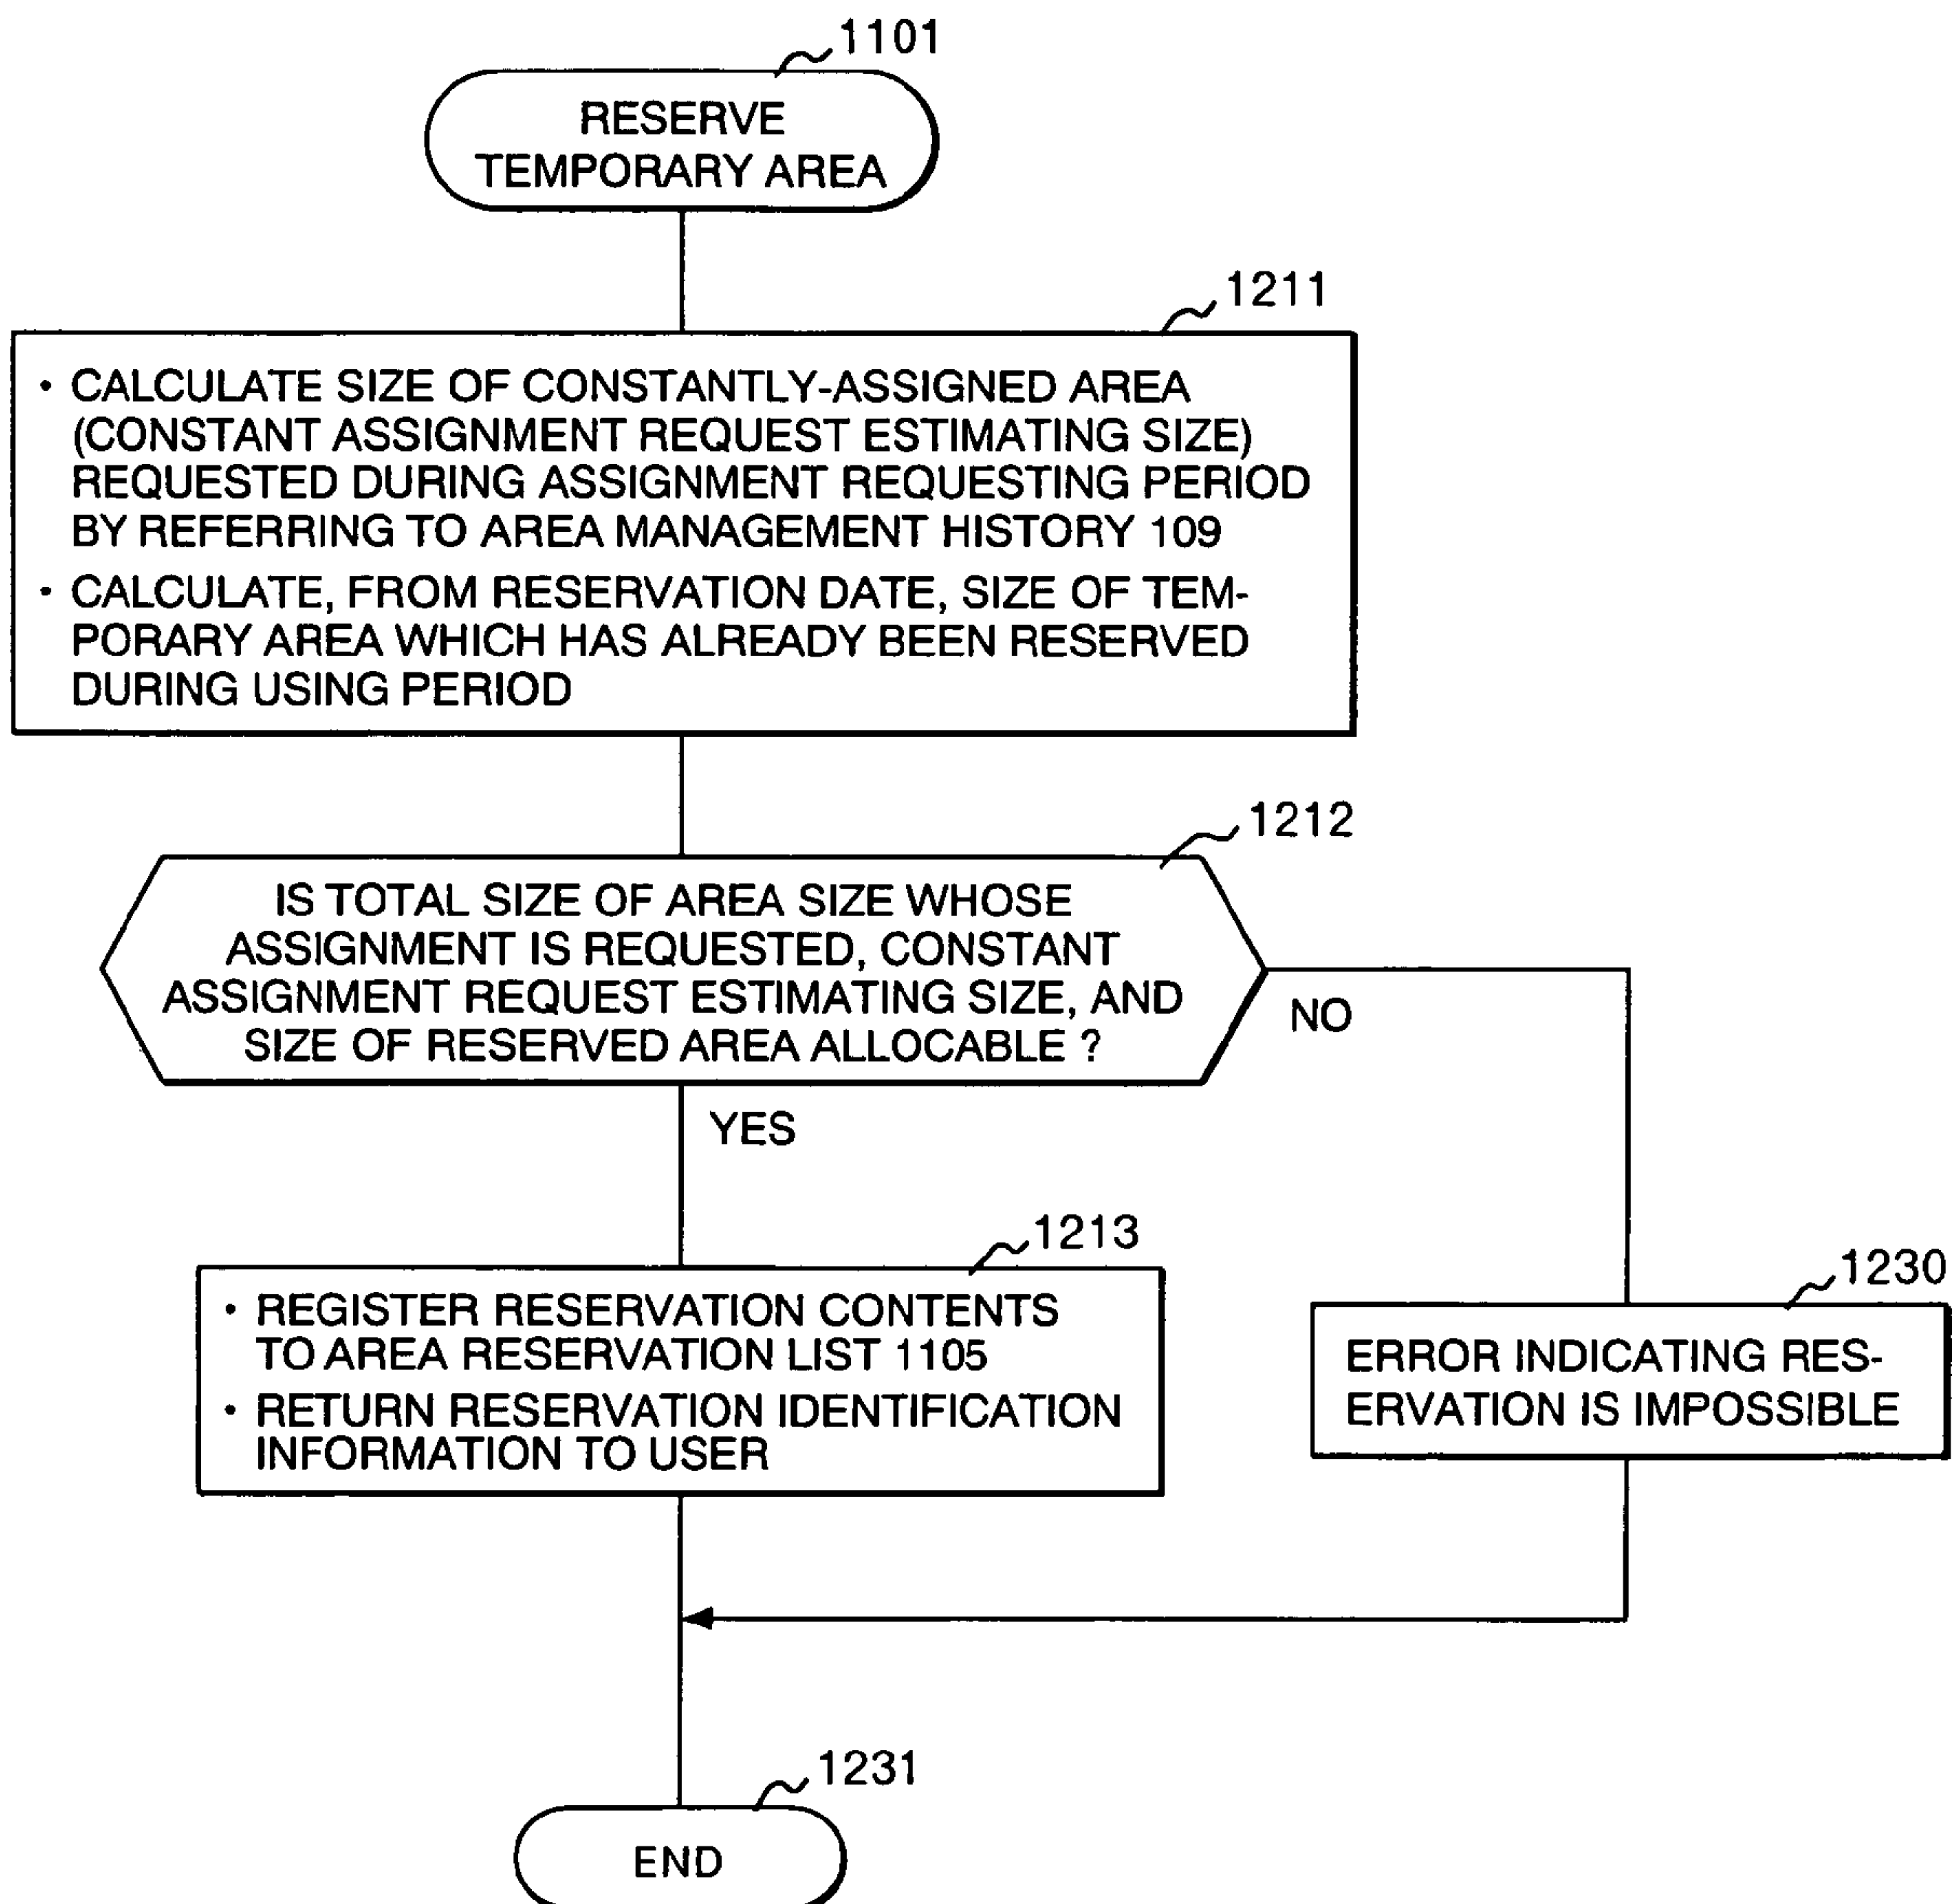 1101
RESERVE
TEMPORARY AREA
1211
• CALCULATE SIZE OF CONSTANTLY-ASSIGNED AREA
(CONSTANT ASSIGNMENT REQUEST ESTIMATING SIZE)
REQUESTED DURING ASSIGNMENT REQUESTING PERIOD
BY REFERRING TO AREA MANAGEMENT HISTORY 109
• CALCULATE, FROM RESERVATION DATE, SIZE OF TEM-
PORARY AREA WHICH HAS ALREADY BEEN RESERVED
DURING USING PERIOD
1212
IS TOTAL SIZE OF AREA SIZE WHOSE
ASSIGNMENT IS REQUESTED, CONSTANT
ASSIGNMENT REQUEST ESTIMATING SIZE, AND
SIZE OF RESERVED AREA ALLOCABLE ?
NO
YES
1213
• REGISTER RESERVATION CONTENTS
TO AREA RESERVATION LIST 1105
• RETURN RESERVATION IDENTIFICATION
INFORMATION TO USER
1230
ERROR INDICATING RES-
ERVATION IS IMPOSSIBLE
1231
END